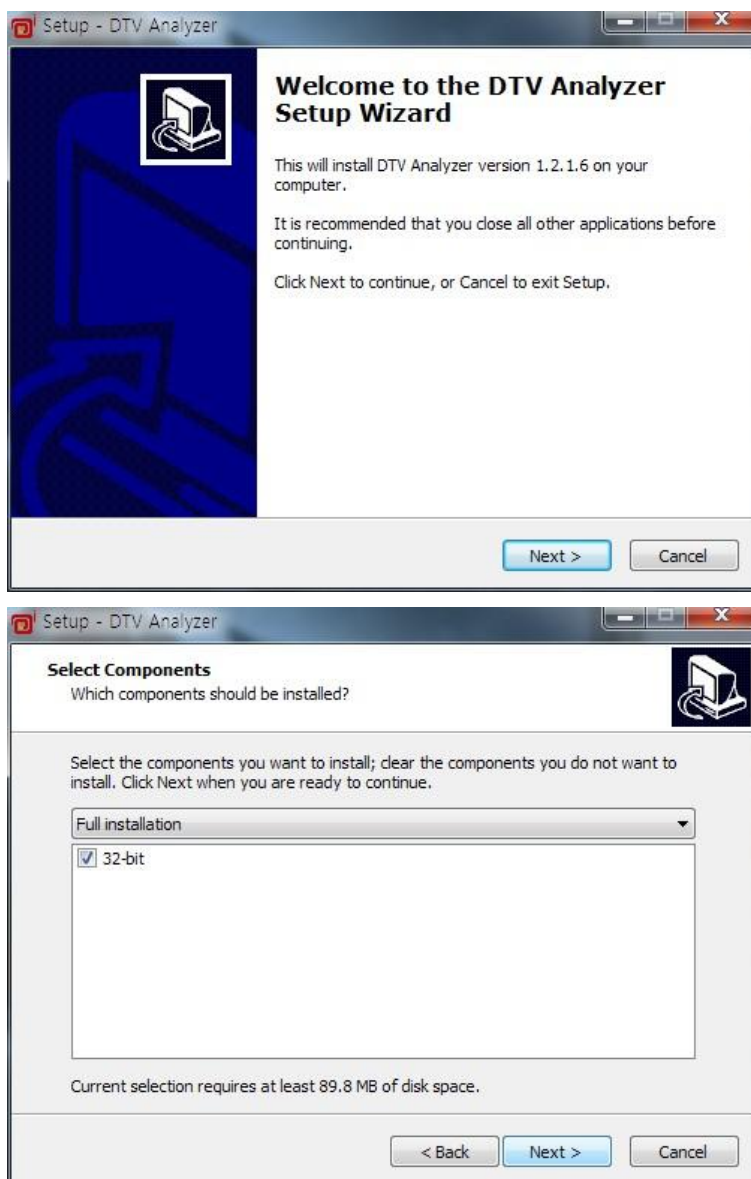 Setup - DTV Analyzer
Welcome to the DTV Analyzer
Setup Wizard
This will install DTV Analyzer version 1.2.1.6 on your
computer.
It is recommended that you close all other applications before
continuing.
Click Next to continue, or Cancel to exit Setup.
Next >
Cancel
Setup - DTV Analyzer
Select Components
Which components should be installed?
Select the components you want to install; clear the components you do not want to
install. Click Next when you are ready to continue.
Full installation
32-bit
Current selection requires at least 89.8 MB of disk space.
< Back
Next >
Cancel